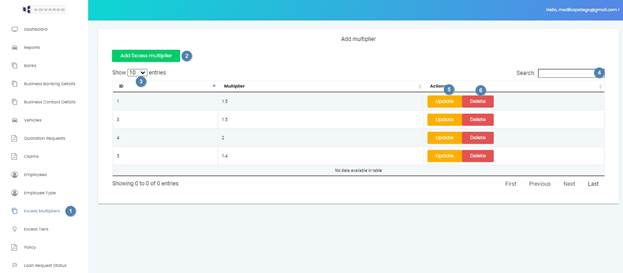 Hello, madibapotego@gmail.com !
Dashboard
Reports
Banks
Business Banking Details
Business Contact Details
Vehicles
Quotation Requests
Claims
Employees
Employee Type
Excess Multipliers 1
Excess Tiers
Policy
Loan Request Status
Add multiplier
Add Excess multiplier 2
Show 10 entries
3
Search: 4
ID Multiplier Actions 5 6
1 1.5 Update Delete
3 1.5 Update Delete
4 2 Update Delete
5 1.4 Update Delete
No data available in table
Showing 0 to 0 of 0 entries
First Previous Next Last